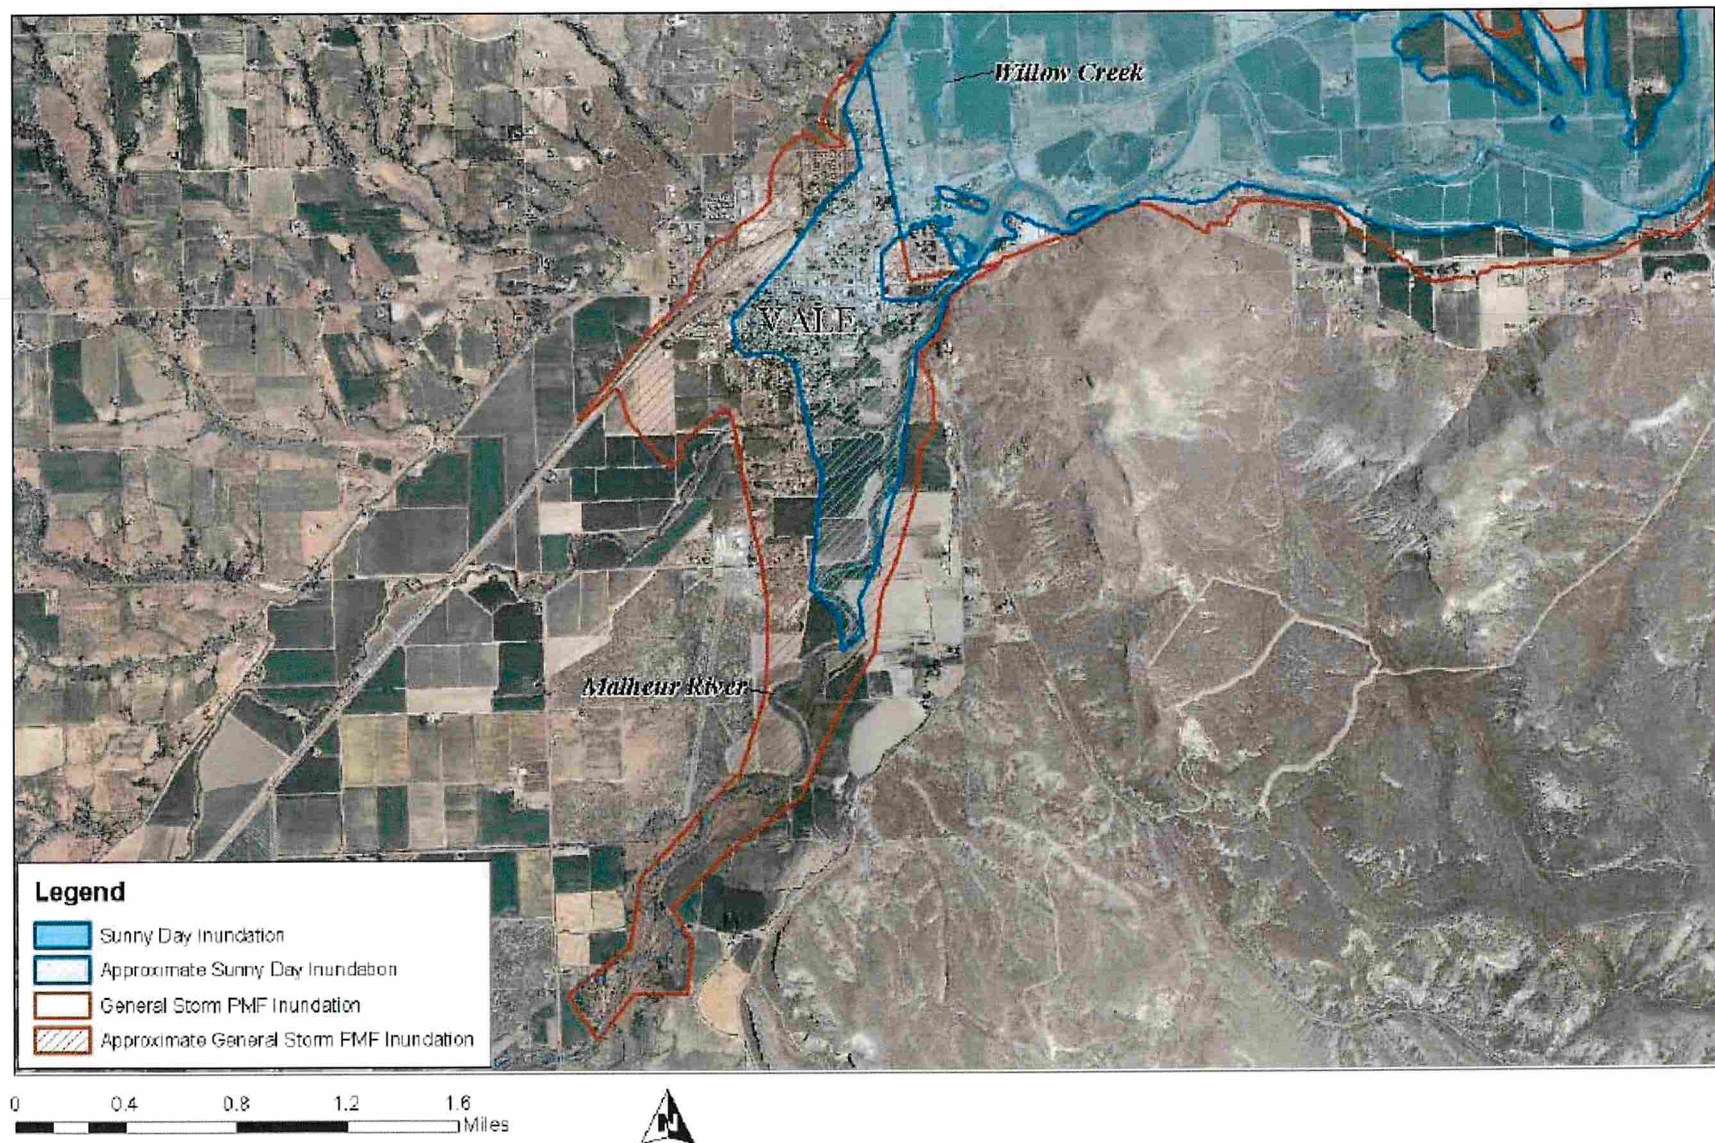 Willow Creek
VALE
Malheur River
Legend
Sunny Day Inundation
Approximate Sunny Day Inundation
General Storm PMF Inundation
Approximate General Storm PMF Inundation
0 0.4 0.8 1.2 1.6
Miles
N